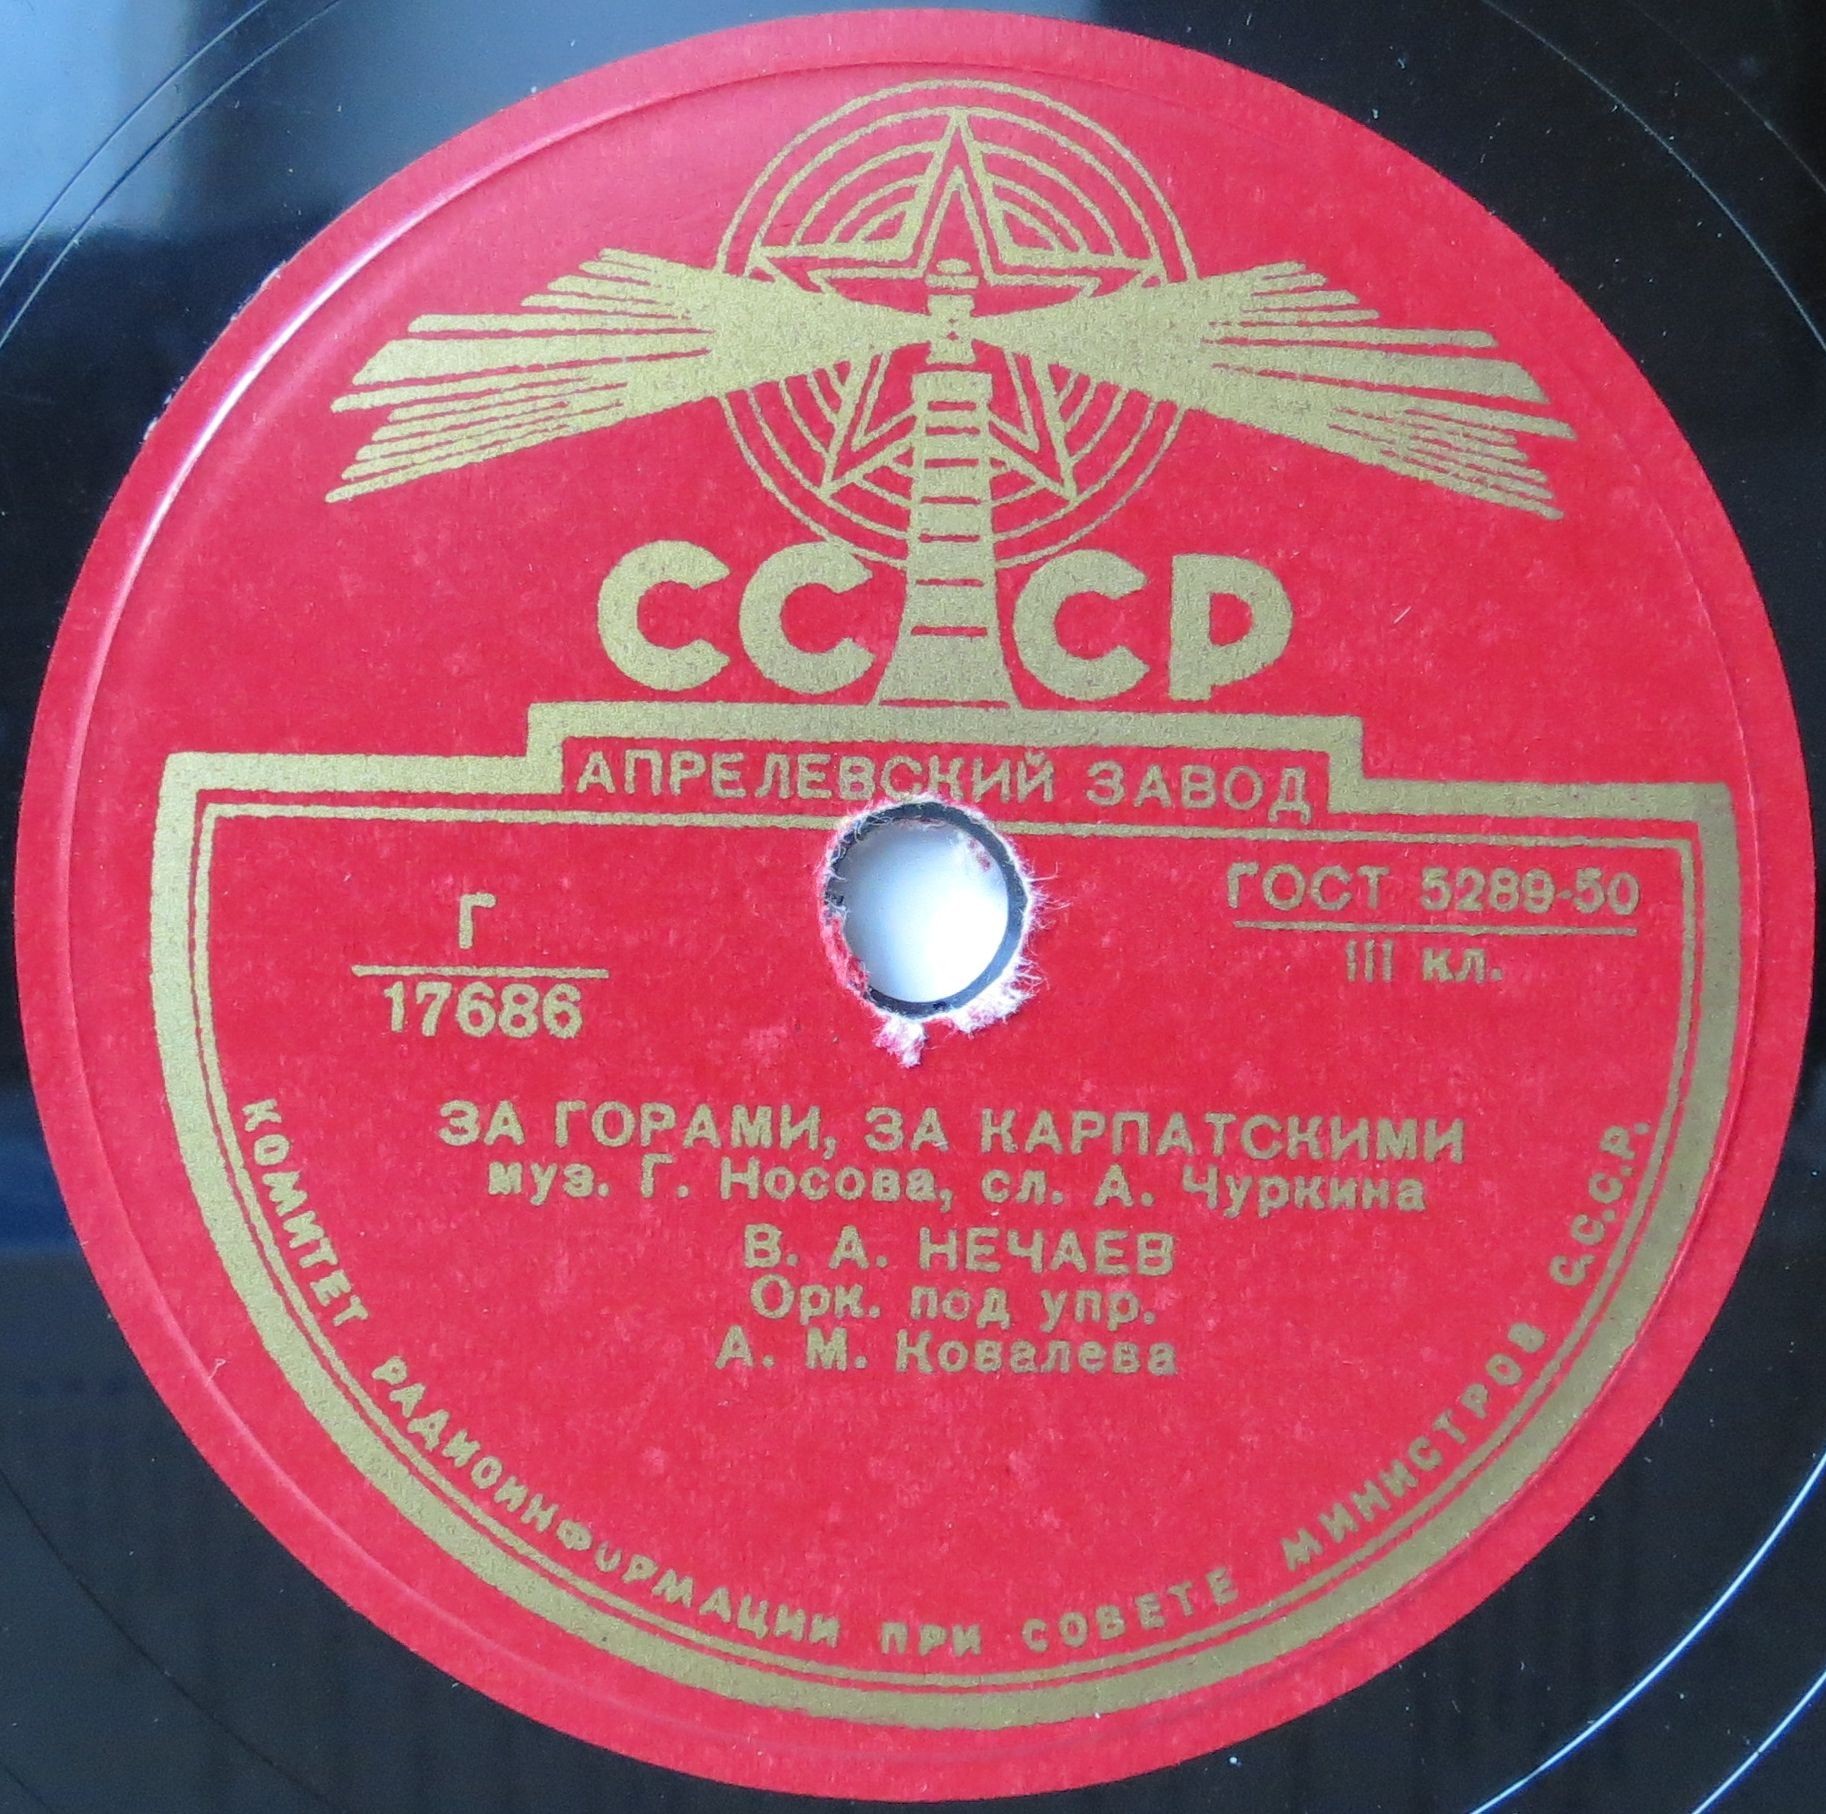 СССР
АПРЕЛЕВСКИЙ ЗАВОД
ГОСТ 5289-50
III кл.
Г
17686
ЗА ГОРАМИ, ЗА КАРПАТСКИМИ
муз. Г. Носова, сл. А. Чуркина
В. А. НЕЧАЕВ
Орк. под упр.
А. М. Ковалева
КОМИТЕТ РАДИОИНФОРМАЦИИ ПРИ СОВЕТЕ МИНИСТРОВ С.С.С.Р.